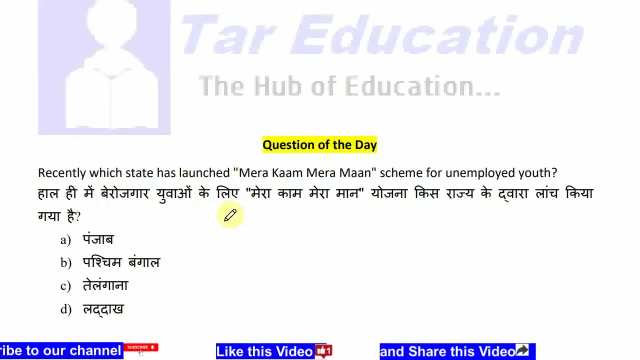 Tar Education
The Hub of Education...
Question of the Day
Recently which state has launched "Mera Kaam Mera Maan" scheme for unemployed youth?
हाल ही में बेरोजगार युवाओं के लिए "मेरा काम मेरा मान" योजना किस राज्य के द्वारा लांच किया
गया है?
a) पंजाब
b) पश्चिम बंगाल
c) तेलंगाना
d) लद्दाख
ribe to our channel SUBSCRIBE Like this Video 1 and Share this Video